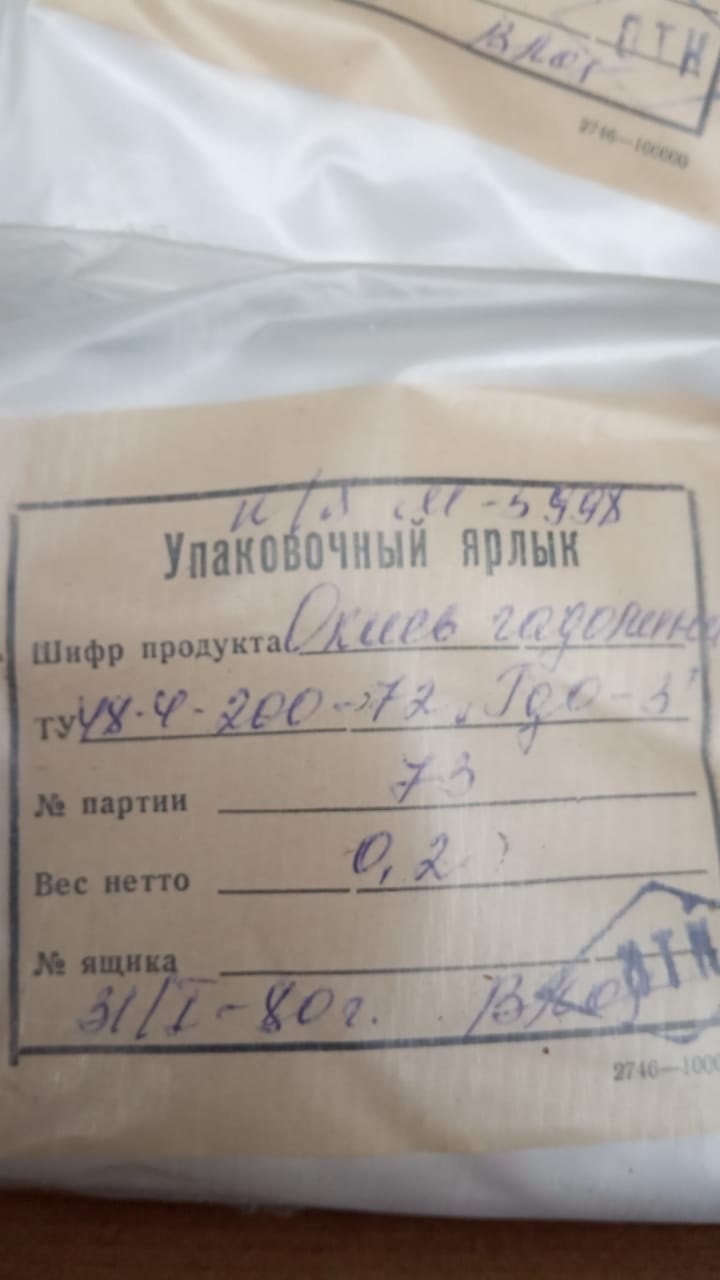 ОТК
2746—100000
п/я М-5998
Упаковочный ярлык
Шифр продукта Окись гадолиния
ТУ 48-4-200-72 „ГдО-3"
№ партии 73
Вес нетто 0,2
№ ящика
ОТК
31/I-80г.
2746—1000